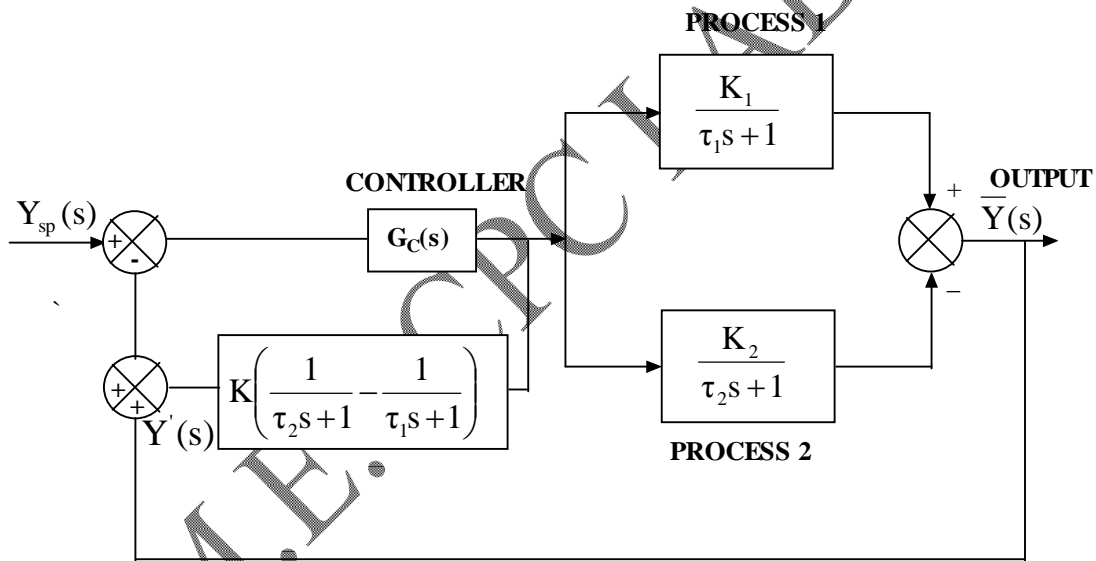 PROCESS 1
K₁
τ₁s + 1
CONTROLLER
OUTPUT
Y̅(s)
Yₛₚ(s)
G_C(s)
+
-
+
−
`
K(1/(τ₂s+1) − 1/(τ₁s+1))
+
+
Y'(s)
K₂
τ₂s + 1
PROCESS 2